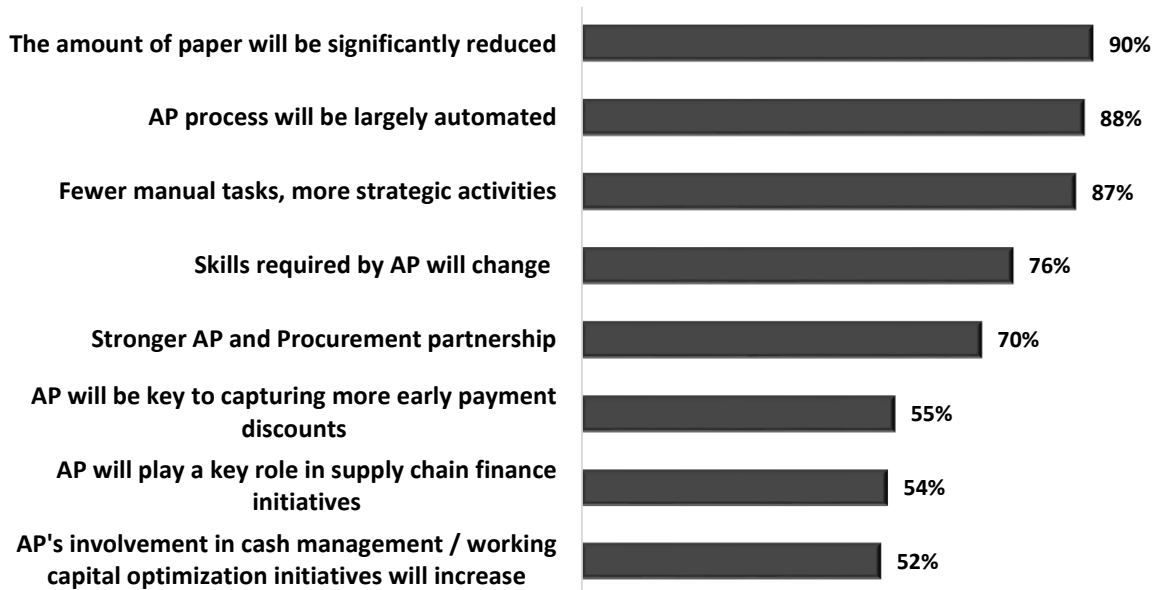 The amount of paper will be significantly reduced
90%
AP process will be largely automated
88%
Fewer manual tasks, more strategic activities
87%
Skills required by AP will change
76%
Stronger AP and Procurement partnership
70%
AP will be key to capturing more early payment
discounts
55%
AP will play a key role in supply chain finance
initiatives
54%
AP's involvement in cash management / working
capital optimization initiatives will increase
52%